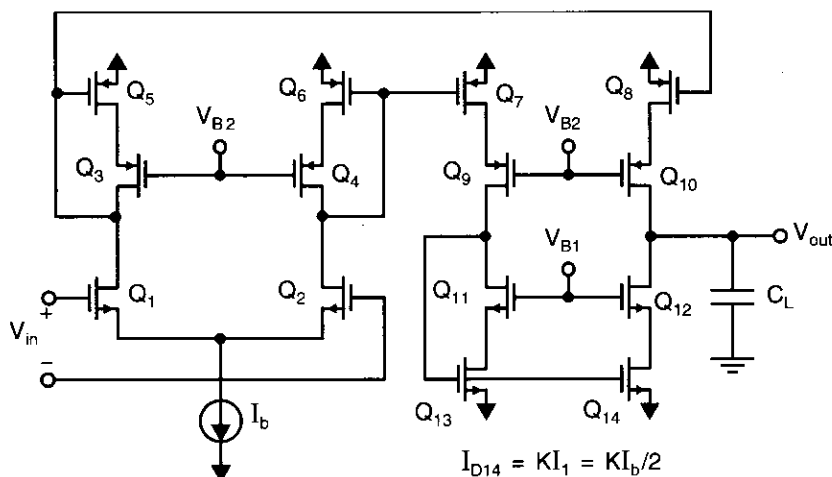 Q5
Q6
Q7
Q8
VB2
VB2
Q3
Q4
Q9
Q10
Vout
VB1
Q1
Q2
Q11
Q12
CL
+
Vin
−
Ib
Q13
Q14
ID14 = KI1 = KIb/2